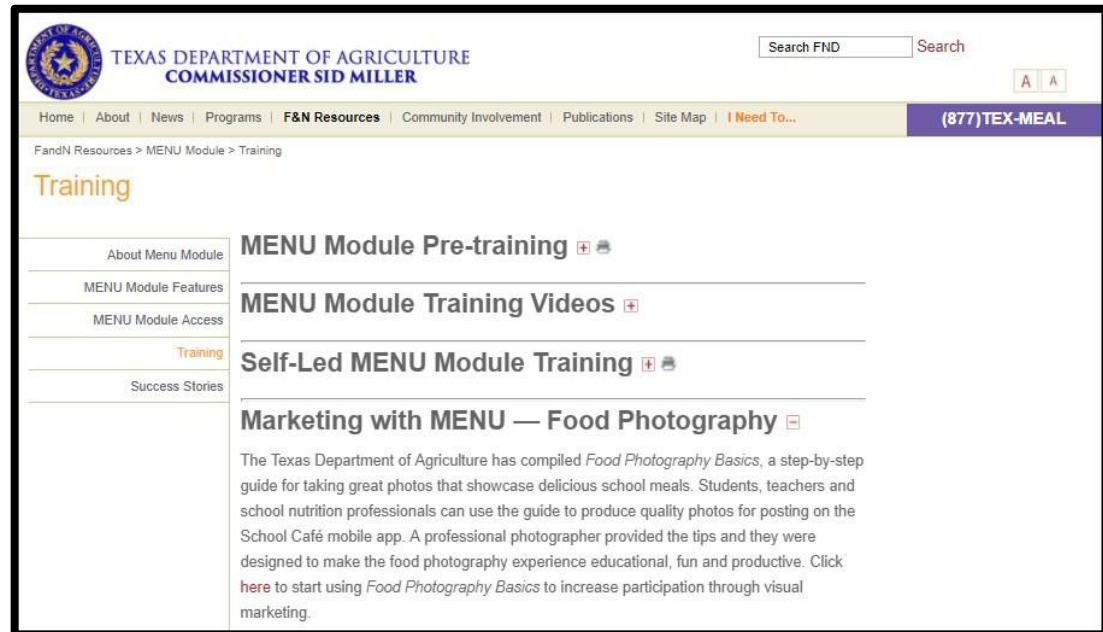 TEXAS DEPARTMENT OF AGRICULTURE
COMMISSIONER SID MILLER
Search FND
Search
A A
Home | About | News | Programs | F&N Resources | Community Involvement | Publications | Site Map | I Need To...
(877)TEX-MEAL
FandN Resources > MENU Module > Training
Training
About Menu Module
MENU Module Features
MENU Module Access
Training
Success Stories
MENU Module Pre-training
MENU Module Training Videos
Self-Led MENU Module Training
Marketing with MENU — Food Photography
The Texas Department of Agriculture has compiled Food Photography Basics, a step-by-step
guide for taking great photos that showcase delicious school meals. Students, teachers and
school nutrition professionals can use the guide to produce quality photos for posting on the
School Café mobile app. A professional photographer provided the tips and they were
designed to make the food photography experience educational, fun and productive. Click
here to start using Food Photography Basics to increase participation through visual
marketing.